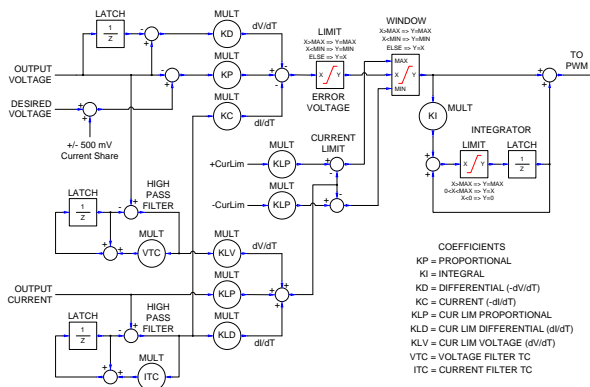 LATCH
1
Z
MULT
KD
dV/dT
LIMIT
X>MAX => Y=MAX
X<MIN => Y=MIN
ELSE => Y=X
X Y
ERROR
VOLTAGE
WINDOW
X>MAX => Y=MAX
X<MIN => Y=MIN
ELSE => Y=X
MAX
X Y
MIN
TO
PWM
OUTPUT
VOLTAGE
MULT
KP
DESIRED
VOLTAGE
+/- 500 mV
Current Share
MULT
KC
dI/dT
KI
MULT
INTEGRATOR
LIMIT
X Y
X>MAX => Y=MAX
0<X<MAX => Y=X
X<0 => Y=0
LATCH
1
Z
CURRENT
LIMIT
+CurLim
MULT
KLP
-CurLim
MULT
KLP
LATCH
1
Z
HIGH
PASS
FILTER
MULT
VTC
MULT
KLV
dV/dT
OUTPUT
CURRENT
MULT
KLP
LATCH
1
Z
HIGH
PASS
FILTER
MULT
ITC
MULT
KLD
dI/dT
COEFFICIENTS
KP = PROPORTIONAL
KI = INTEGRAL
KD = DIFFERENTIAL (-dV/dT)
KC = CURRENT (-dI/dT)
KLP = CUR LIM PROPORTIONAL
KLD = CUR LIM DIFFERENTIAL (dI/dT)
KLV = CUR LIM VOLTAGE (dV/dT)
VTC = VOLTAGE FILTER TC
ITC = CURRENT FILTER TC